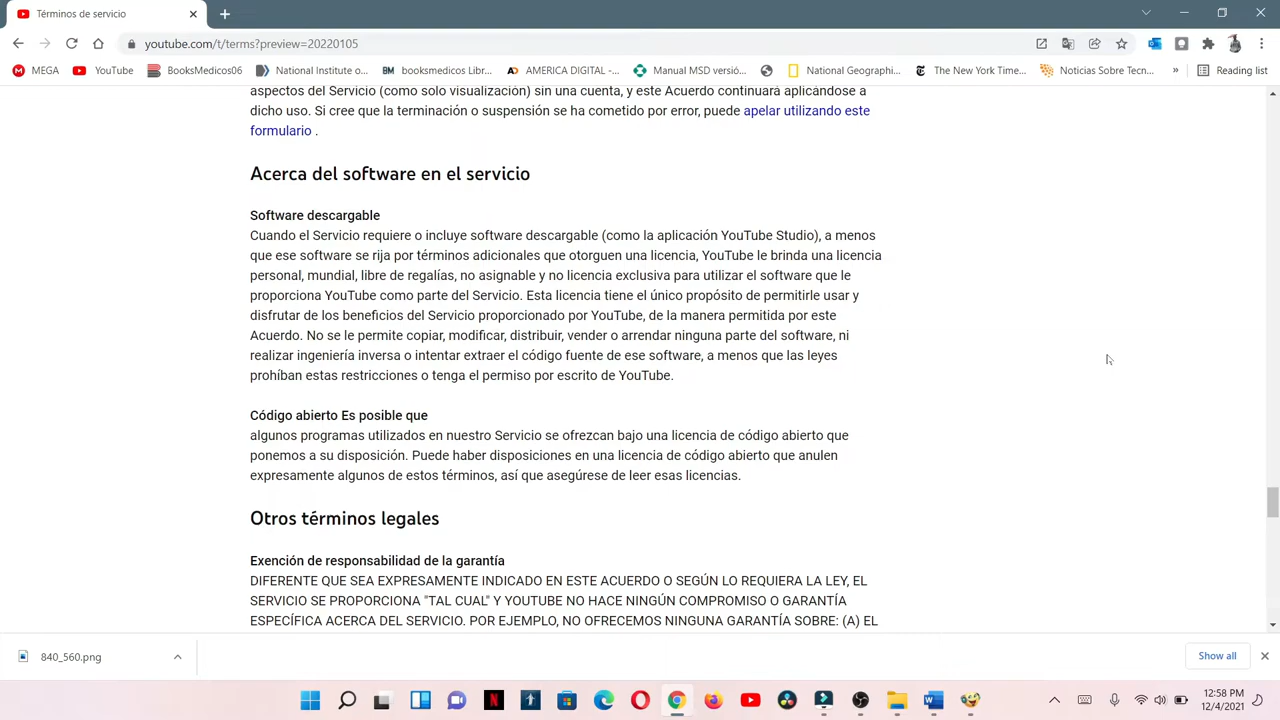 Términos de servicio
youtube.com/t/terms?preview=20220105
MEGA
YouTube
BooksMedicos06
National Institute o...
booksmedicos Libr...
AMERICA DIGITAL -...
Manual MSD versió...
National Geographi...
The New York Time...
Noticias Sobre Tecn...
»
Reading list
aspectos del Servicio (como solo visualización) sin una cuenta, y este Acuerdo continuará aplicándose a
dicho uso. Si cree que la terminación o suspensión se ha cometido por error, puede apelar utilizando este
formulario .
Acerca del software en el servicio
Software descargable
Cuando el Servicio requiere o incluye software descargable (como la aplicación YouTube Studio), a menos
que ese software se rija por términos adicionales que otorguen una licencia, YouTube le brinda una licencia
personal, mundial, libre de regalías, no asignable y no licencia exclusiva para utilizar el software que le
proporciona YouTube como parte del Servicio. Esta licencia tiene el único propósito de permitirle usar y
disfrutar de los beneficios del Servicio proporcionado por YouTube, de la manera permitida por este
Acuerdo. No se le permite copiar, modificar, distribuir, vender o arrendar ninguna parte del software, ni
realizar ingeniería inversa o intentar extraer el código fuente de ese software, a menos que las leyes
prohíban estas restricciones o tenga el permiso por escrito de YouTube.
Código abierto Es posible que
algunos programas utilizados en nuestro Servicio se ofrezcan bajo una licencia de código abierto que
ponemos a su disposición. Puede haber disposiciones en una licencia de código abierto que anulen
expresamente algunos de estos términos, así que asegúrese de leer esas licencias.
Otros términos legales
Exención de responsabilidad de la garantía
DIFERENTE QUE SEA EXPRESAMENTE INDICADO EN ESTE ACUERDO O SEGÚN LO REQUIERA LA LEY, EL
SERVICIO SE PROPORCIONA "TAL CUAL" Y YOUTUBE NO HACE NINGÚN COMPROMISO O GARANTÍA
ESPECÍFICA ACERCA DEL SERVICIO. POR EJEMPLO, NO OFRECEMOS NINGUNA GARANTÍA SOBRE: (A) EL
840_560.png
Show all
12:58 PM
12/4/2021